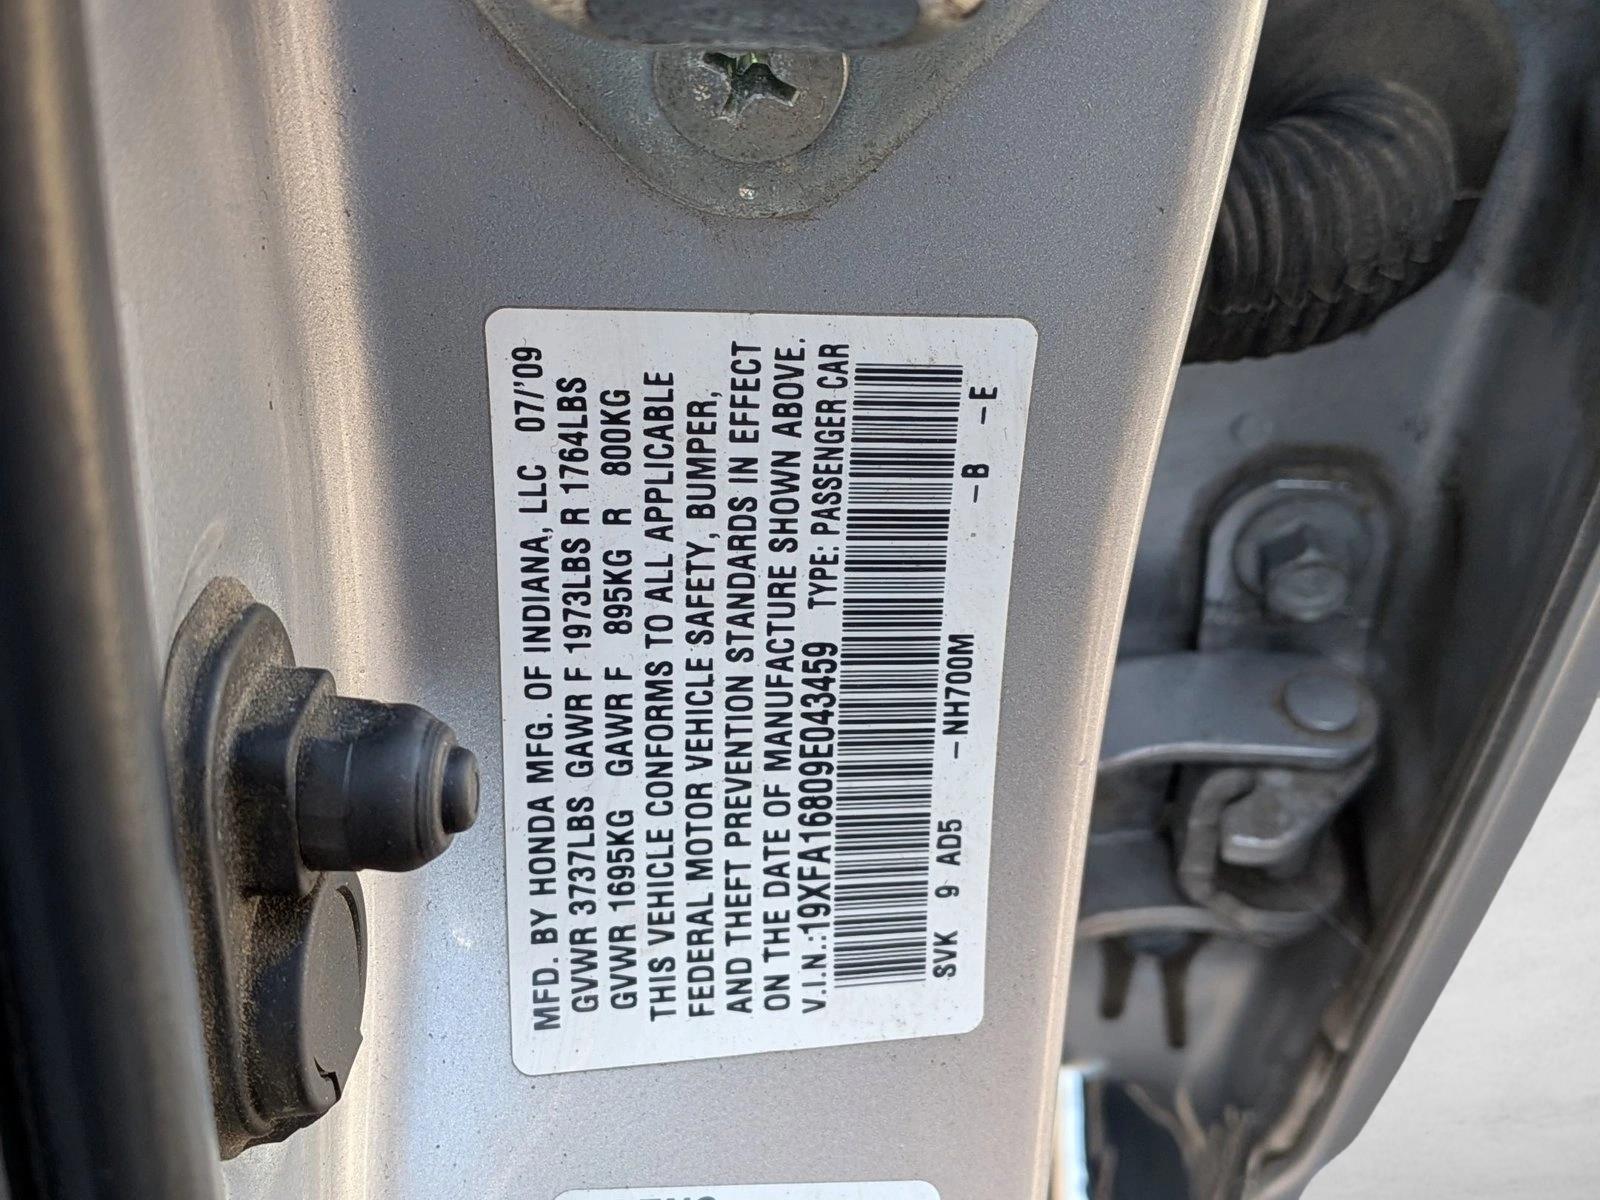 MFD. BY HONDA MFG. OF INDIANA, LLC 07/'09
GVWR 3737LBS GAWR F 1973LBS R 1764LBS
GVWR 1695KG GAWR F 895KG R 800KG
THIS VEHICLE CONFORMS TO ALL APPLICABLE
FEDERAL MOTOR VEHICLE SAFETY, BUMPER,
AND THEFT PREVENTION STANDARDS IN EFFECT
ON THE DATE OF MANUFACTURE SHOWN ABOVE.
V.I.N.:19XFA16809E043459 TYPE: PASSENGER CAR
SVK 9 AD5 -NH700M -B -E